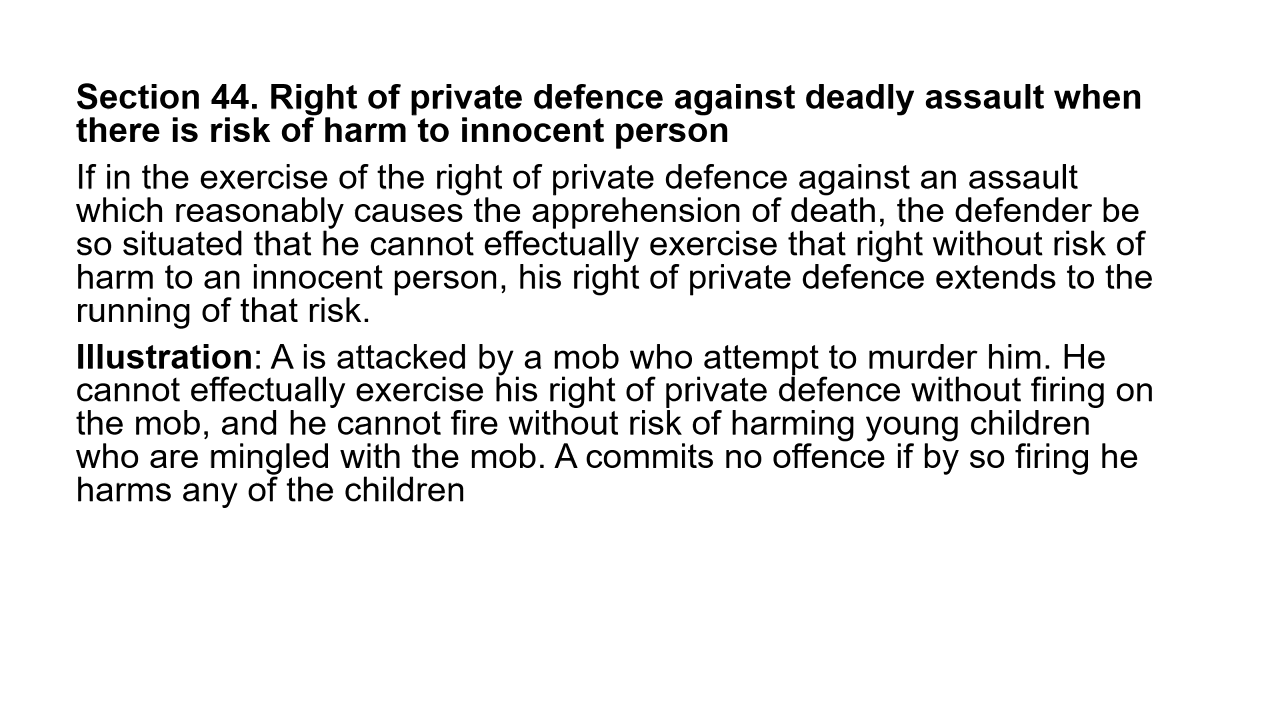 Section 44. Right of private defence against deadly assault when
there is risk of harm to innocent person
If in the exercise of the right of private defence against an assault
which reasonably causes the apprehension of death, the defender be
so situated that he cannot effectually exercise that right without risk of
harm to an innocent person, his right of private defence extends to the
running of that risk.
Illustration: A is attacked by a mob who attempt to murder him. He
cannot effectually exercise his right of private defence without firing on
the mob, and he cannot fire without risk of harming young children
who are mingled with the mob. A commits no offence if by so firing he
harms any of the children